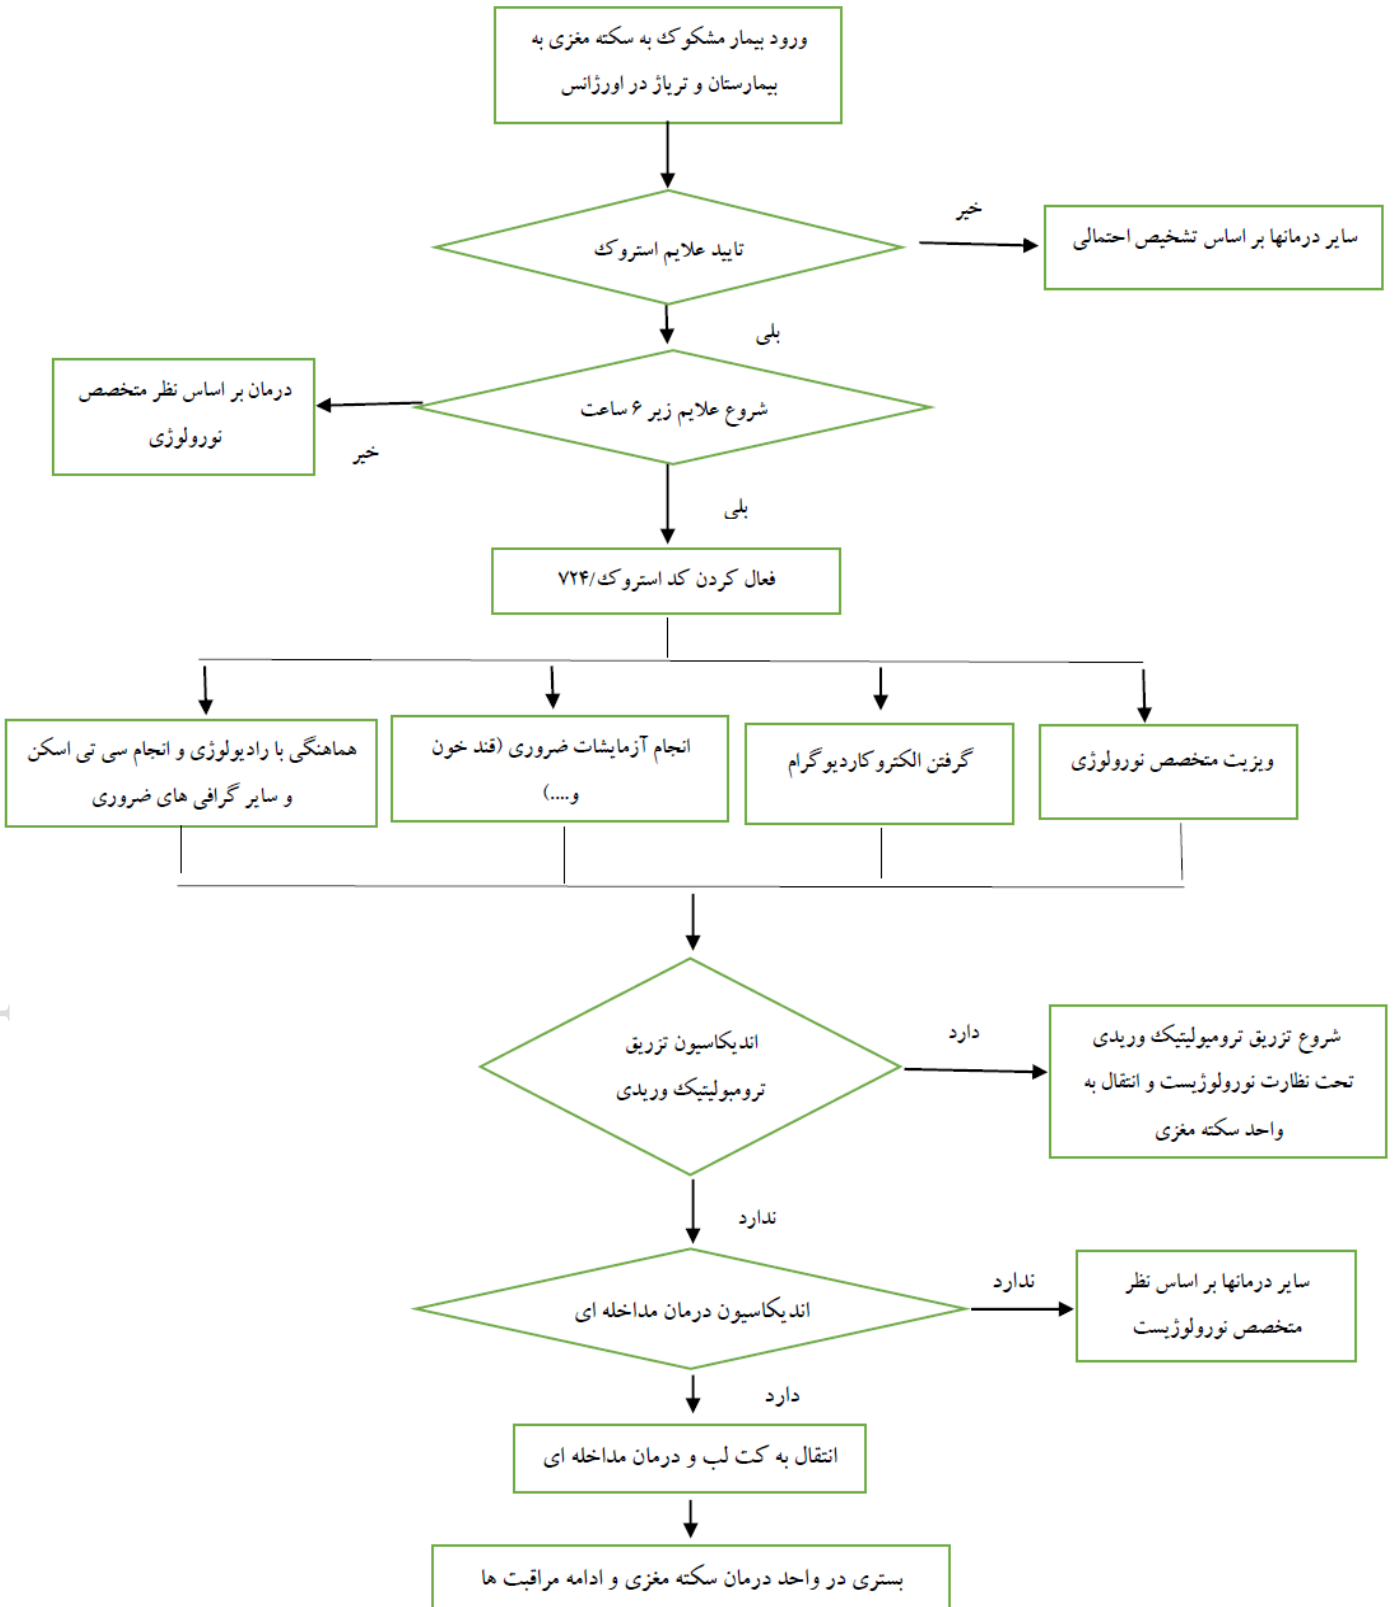 ورود بیمار مشکوک به سکته مغزی به
بیمارستان و تریاژ در اورژانس
تایید علایم استروک
خیر
سایر درمانها بر اساس تشخیص احتمالی
بلی
شروع علایم زیر ۶ ساعت
خیر
درمان بر اساس نظر متخصص
نورولوژی
بلی
فعال کردن کد استروک/۷۲۴
ویزیت متخصص نورولوژی
گرفتن الکتروکاردیوگرام
انجام آزمایشات ضروری (قند خون
و....)
هماهنگی با رادیولوژی و انجام سی تی اسکن
و سایر گرافی های ضروری
اندیکاسیون تزریق
ترومبولیتیک وریدی
دارد
شروع تزریق ترومبولیتیک وریدی
تحت نظارت نورولوژیست و انتقال به
واحد سکته مغزی
ندارد
اندیکاسیون درمان مداخله ای
ندارد
سایر درمانها بر اساس نظر
متخصص نورولوژیست
دارد
انتقال به کت لب و درمان مداخله ای
بستری در واحد درمان سکته مغزی و ادامه مراقبت ها